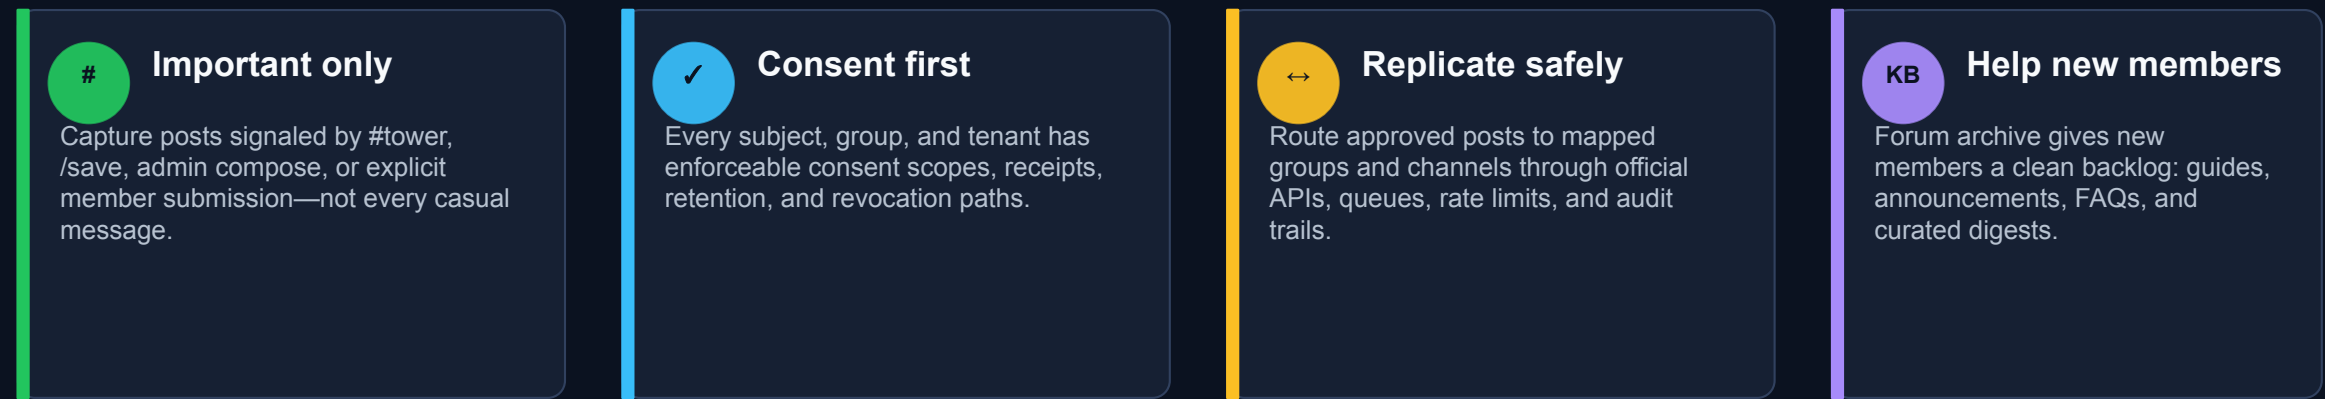 #
Important only
Capture posts signaled by #tower,
/save, admin compose, or explicit
member submission—not every casual
message.
✓
Consent first
Every subject, group, and tenant has
enforceable consent scopes, receipts,
retention, and revocation paths.
↔
Replicate safely
Route approved posts to mapped
groups and channels through official
APIs, queues, rate limits, and audit
trails.
KB
Help new members
Forum archive gives new
members a clean backlog: guides,
announcements, FAQs, and
curated digests.